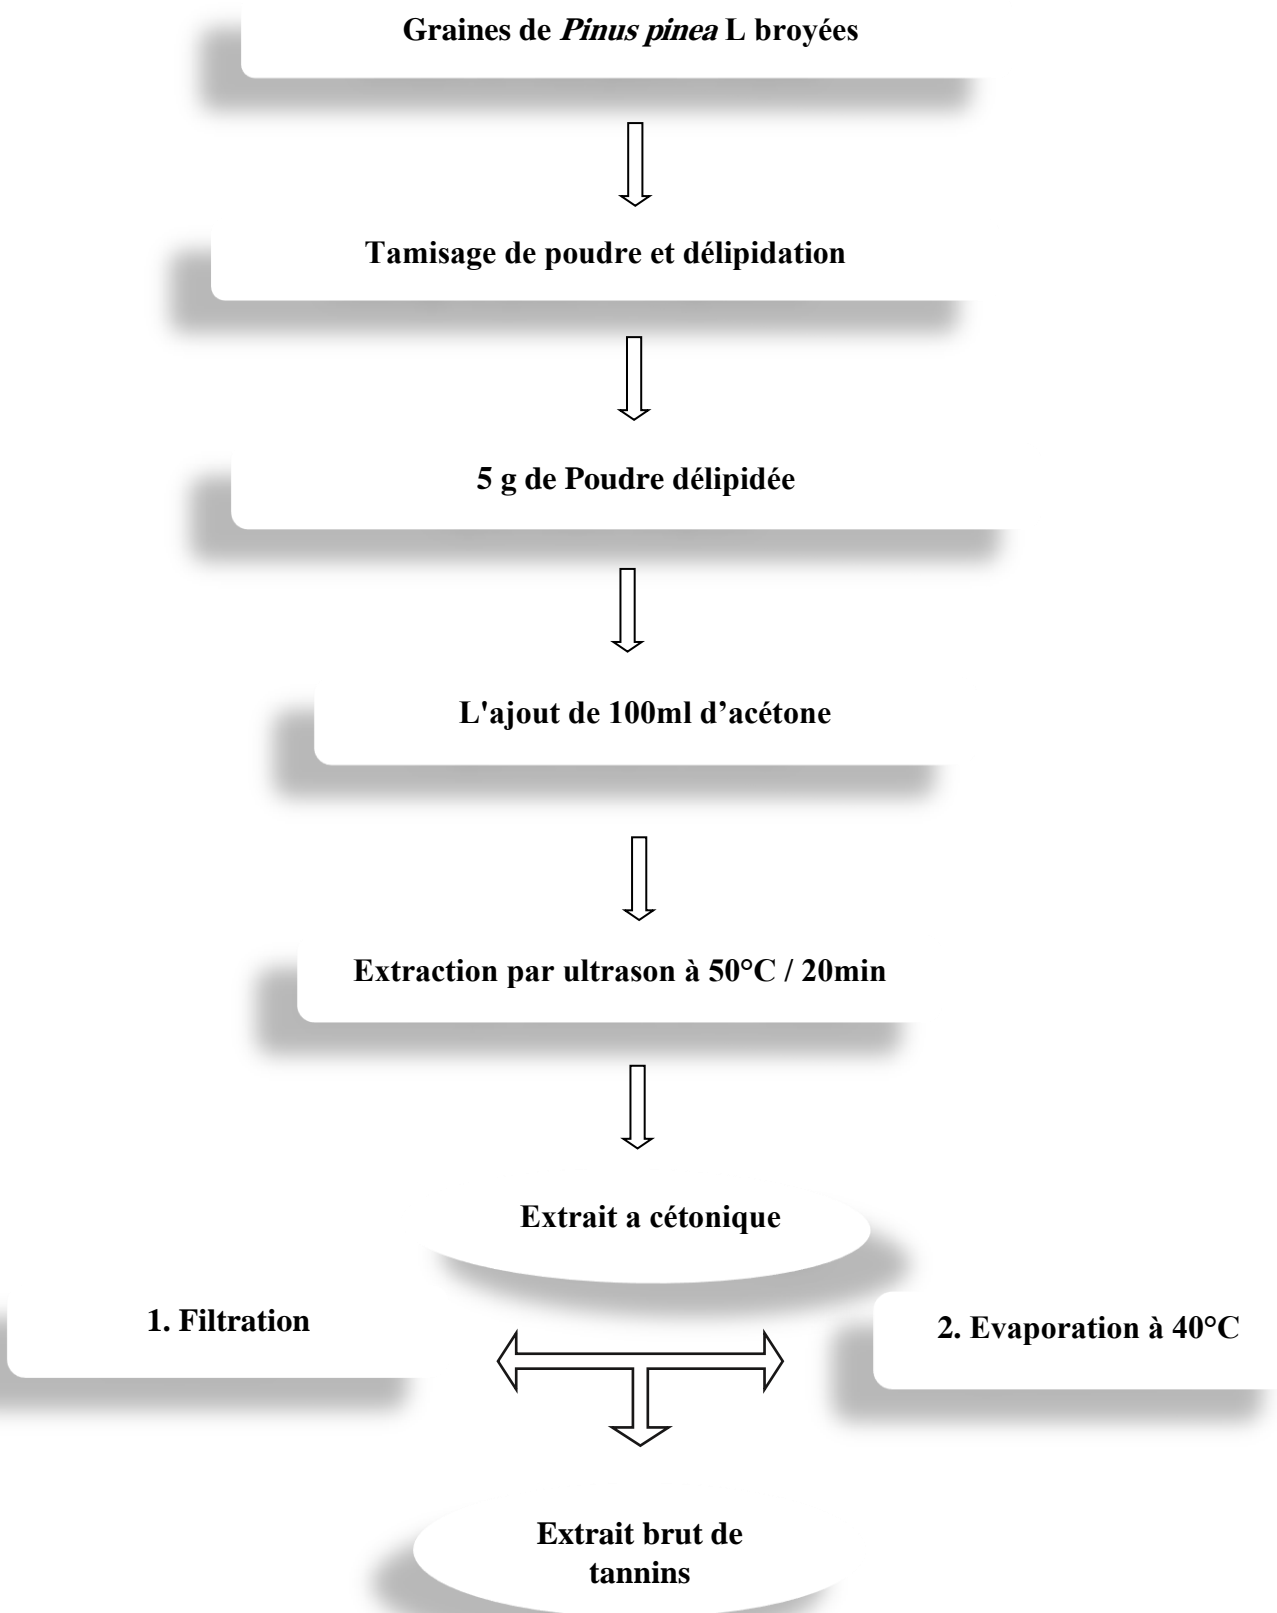 Graines de Pinus pinea L broyées
Tamisage de poudre et délipidation
5 g de Poudre délipidée
L'ajout de 100ml d’acétone
Extraction par ultrason à 50°C / 20min
Extrait a cétonique
1. Filtration
2. Evaporation à 40°C
Extrait brut de
tannins